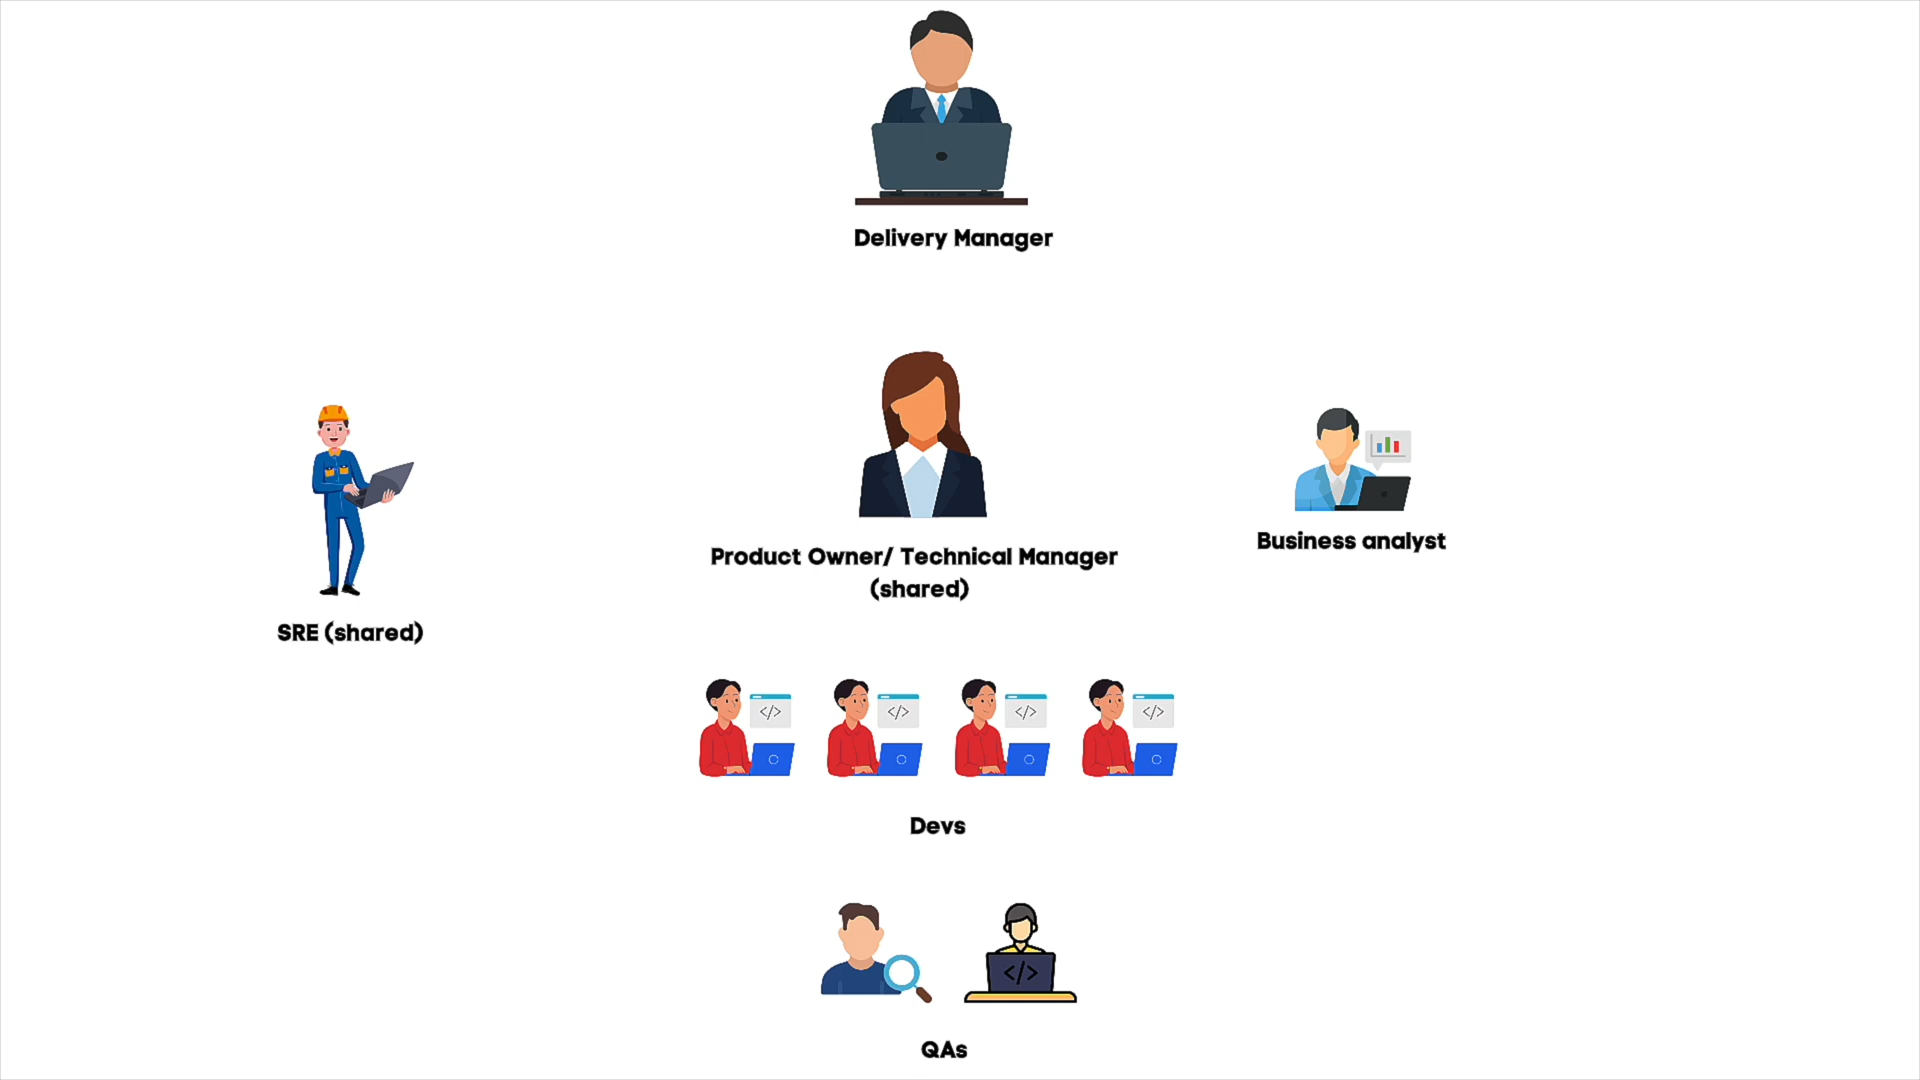 Delivery Manager
Product Owner/ Technical Manager
(shared)
Business analyst
SRE (shared)
</>
</>
</>
</>
Devs
</>
QAs